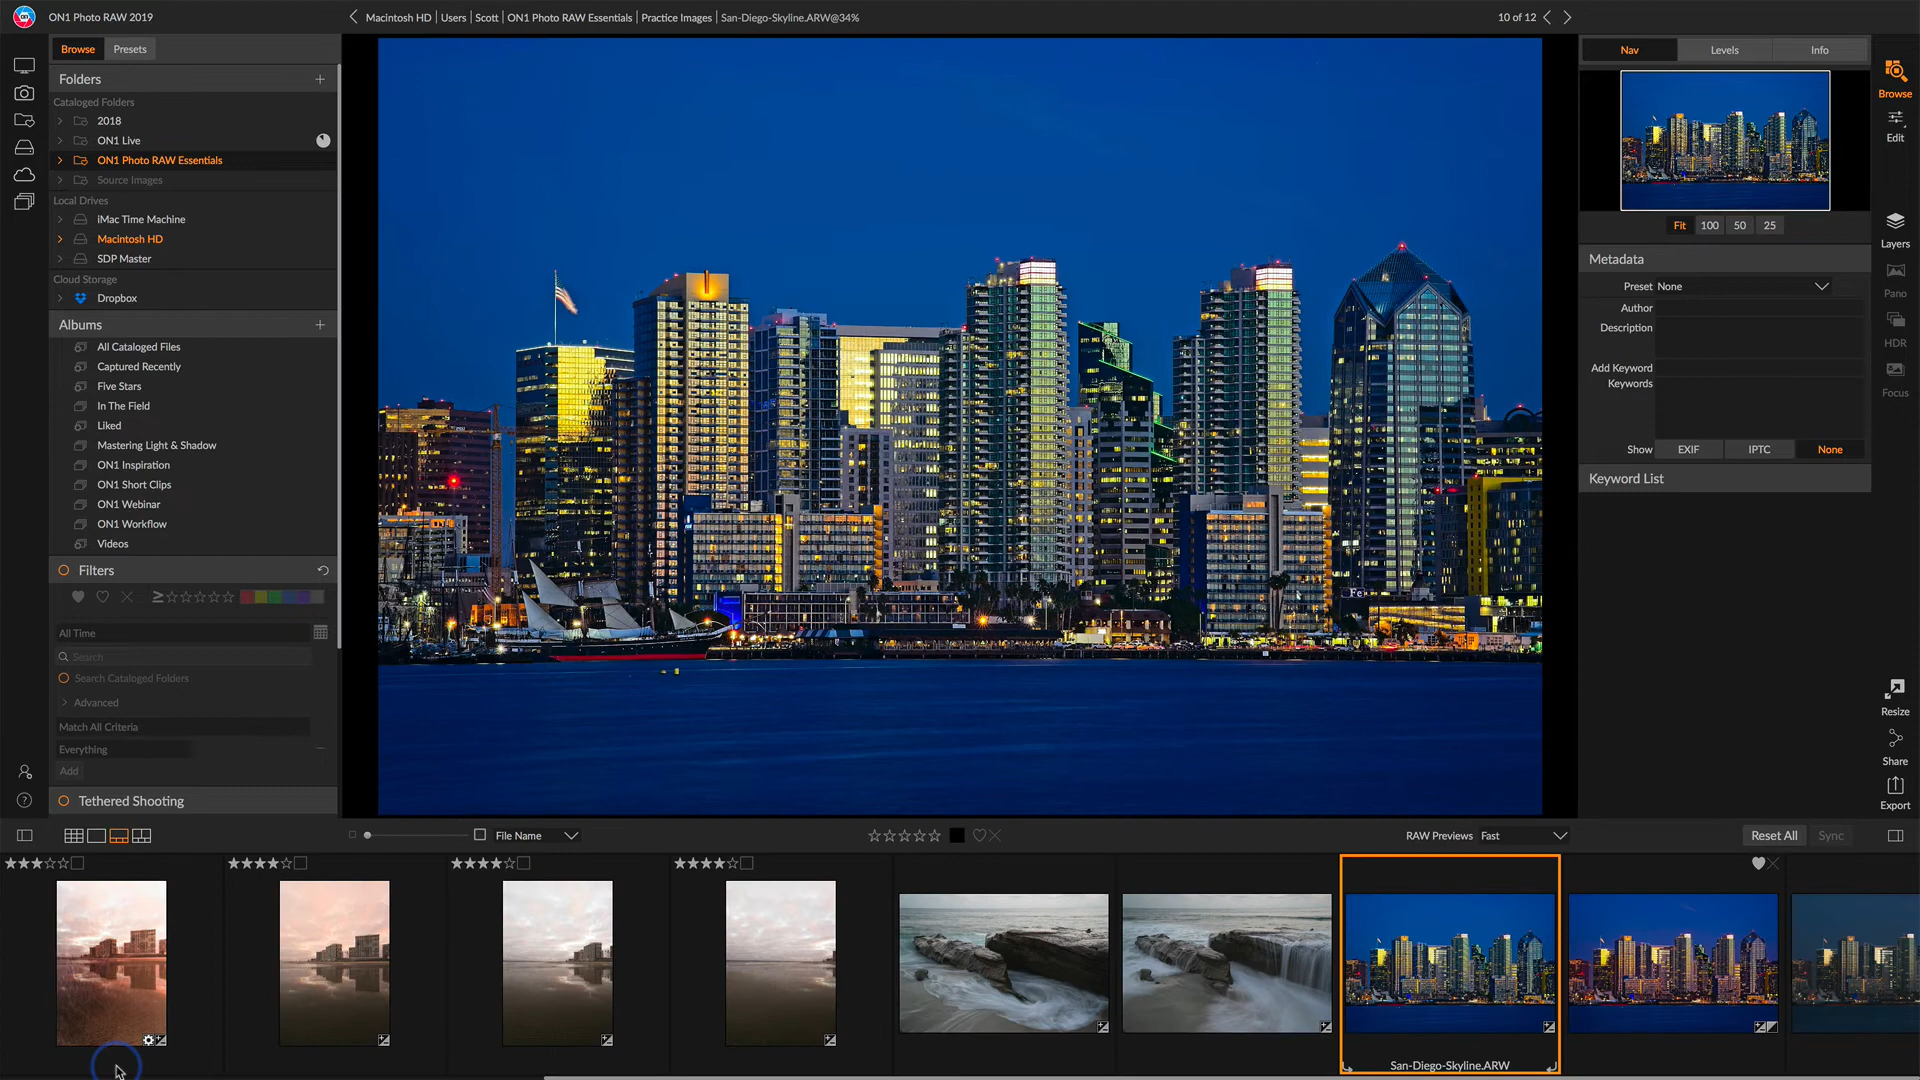 ON1 Photo RAW 2019
Macintosh HD | Users | Scott | ON1 Photo RAW Essentials | Practice Images | San-Diego-Skyline.ARW@34%
10 of 12
Browse
Presets
Folders
Cataloged Folders
2018
ON1 Live
ON1 Photo RAW Essentials
Source Images
Local Drives
iMac Time Machine
Macintosh HD
SDP Master
Cloud Storage
Dropbox
Albums
All Cataloged Files
Captured Recently
Five Stars
In The Field
Liked
Mastering Light & Shadow
ON1 Inspiration
ON1 Short Clips
ON1 Webinar
ON1 Workflow
Videos
Filters
All Time
Search
Search Cataloged Folders
Advanced
Match All Criteria
Everything
Add
Tethered Shooting
Fe
Nav
Levels
Info
Fit
100
50
25
Metadata
Preset None
Author
Description
Add Keyword
Keywords
Show
EXIF
IPTC
None
Keyword List
Browse
Edit
Layers
Pano
HDR
Focus
Resize
Share
Export
File Name
RAW Previews Fast
Reset All
Sync
San-Diego-Skyline.ARW